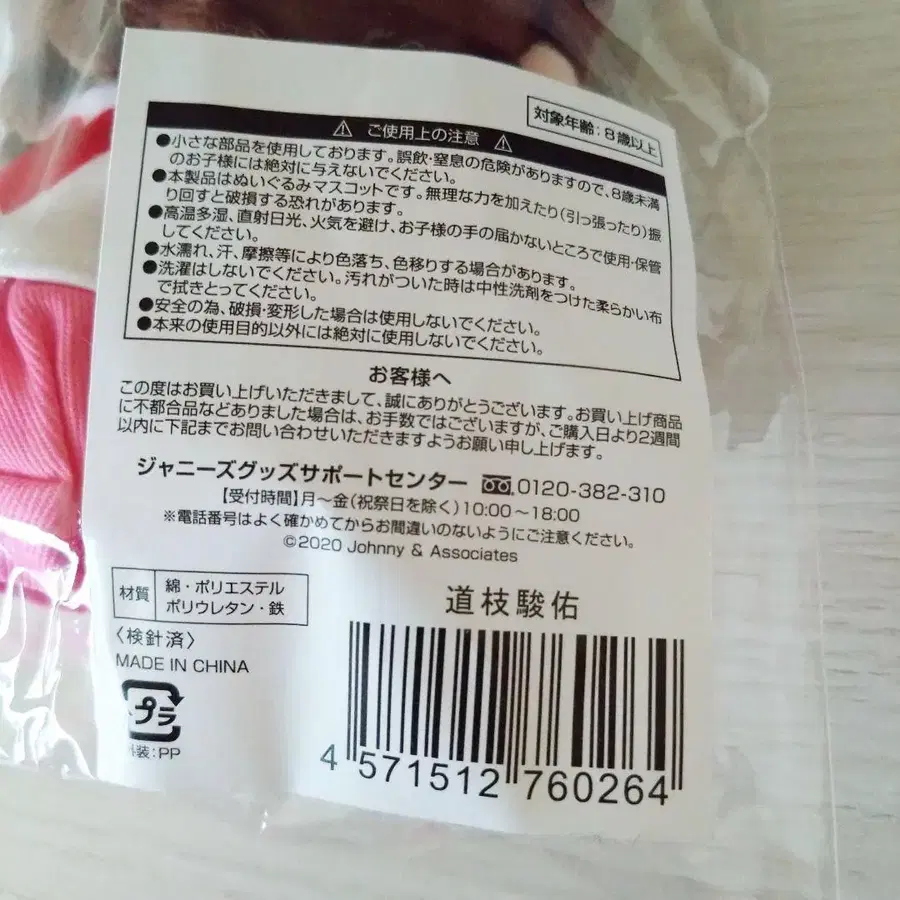 対象年齢:8歳以上
⚠ ご使用上の注意 ⚠
●小さな部品を使用しております。誤飲・窒息の危険がありますので、8歳未満
のお子様には絶対に与えないでください。
●本製品はぬいぐるみマスコットです。無理な力を加えたり(引っ張ったり)振
り回すと破損する恐れがあります。
●高温多湿、直射日光、火気を避け、お子様の手の届かないところで使用・保管
してください。
●水濡れ、汗、摩擦等により色落ち、色移りする場合があります。
●洗濯はしないでください。汚れがついた時は中性洗剤をつけた柔らかい布
で拭きとってください。
●安全の為、破損・変形した場合は使用しないでください。
●本来の使用目的以外には絶対に使用しないでください。
お客様へ
この度はお買い上げいただきまして、誠にありがとうございます。お買い上げ商品
に不都合品などありました場合は、お手数ではございますが、ご購入日より2週間
以内に下記までお問い合わせいただきますようお願い申し上げます。
ジャニーズグッズサポートセンター 0120-382-310
【受付時間】月~金(祝祭日を除く)10:00~18:00
※電話番号はよく確かめてからお間違いのないようにご注意ください。
©2020 Johnny & Associates
材質 綿・ポリエステル
ポリウレタン・鉄
道枝駿佑
〈検針済〉
MADE IN CHINA
プラ
外装:PP
4 571512 760264